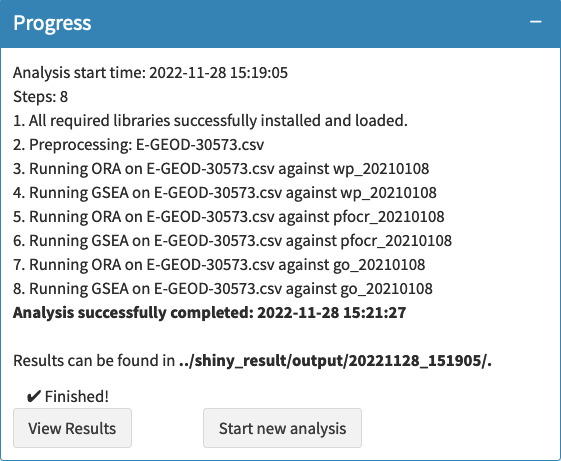 Progress
Analysis start time: 2022-11-28 15:19:05
Steps: 8
1. All required libraries successfully installed and loaded.
2. Preprocessing: E-GEOD-30573.csv
3. Running ORA on E-GEOD-30573.csv against wp_20210108
4. Running GSEA on E-GEOD-30573.csv against wp_20210108
5. Running ORA on E-GEOD-30573.csv against pfocr_20210108
6. Running GSEA on E-GEOD-30573.csv against pfocr_20210108
7. Running ORA on E-GEOD-30573.csv against go_20210108
8. Running GSEA on E-GEOD-30573.csv against go_20210108
Analysis successfully completed: 2022-11-28 15:21:27
Results can be found in ../shiny_result/output/20221128_151905/.
✔ Finished!
View Results Start new analysis